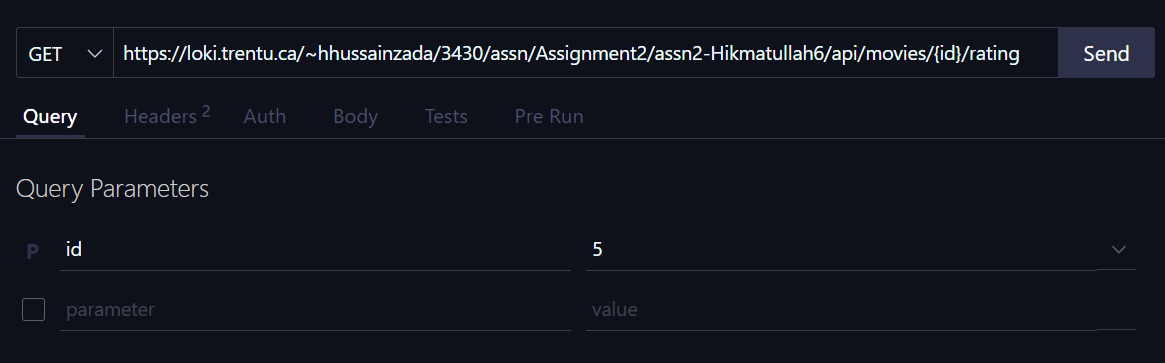 GET https://loki.trentu.ca/~hhussainzada/3430/assn/Assignment2/assn2-Hikmatullah6/api/movies/{id}/rating Send
Query Headers 2 Auth Body Tests Pre Run
Query Parameters
P id 5
parameter value